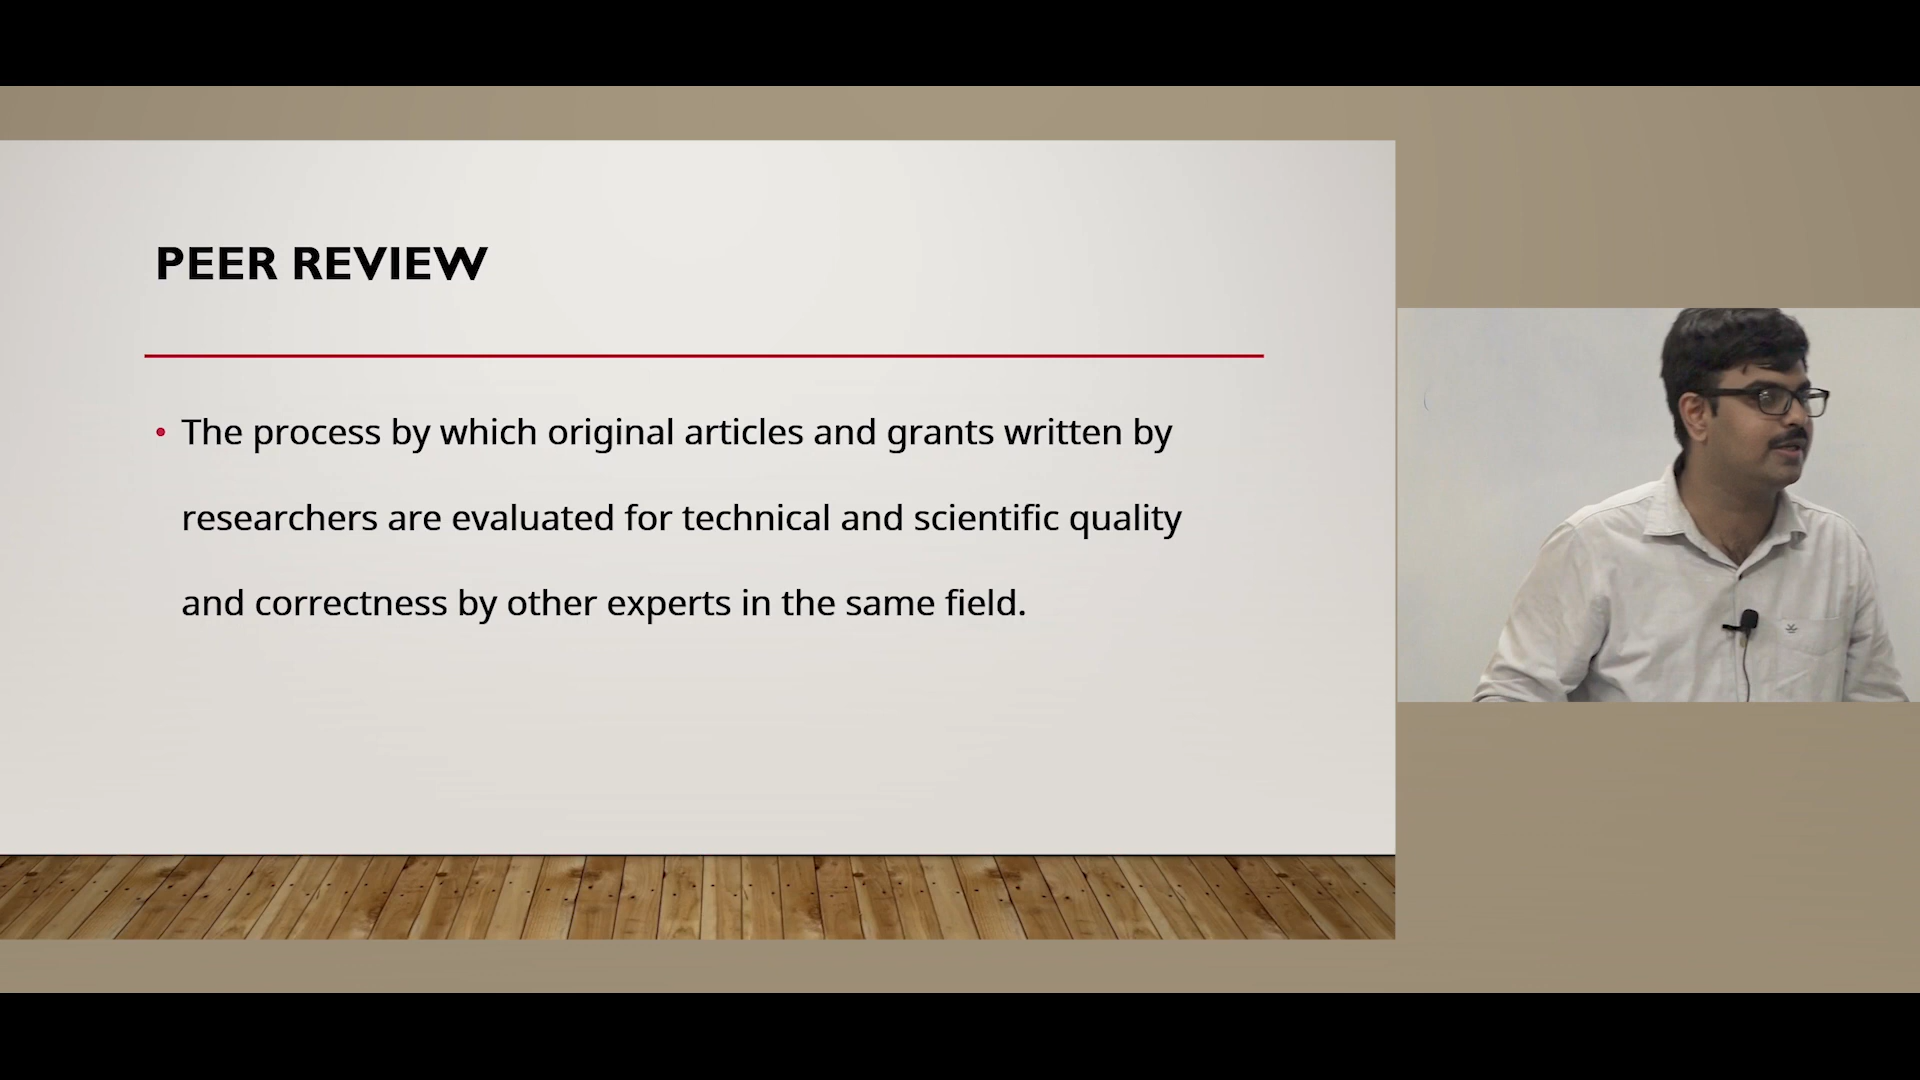 PEER REVIEW
• The process by which original articles and grants written by
researchers are evaluated for technical and scientific quality
and correctness by other experts in the same field.